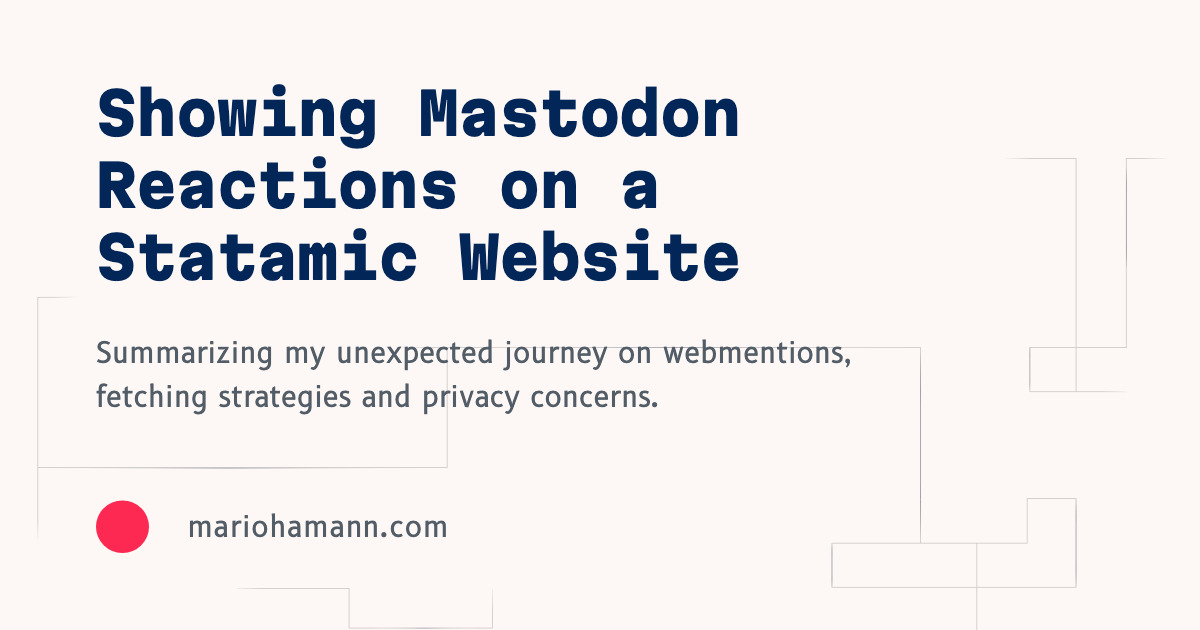 Showing Mastodon
Reactions on a
Statamic Website
Summarizing my unexpected journey on webmentions,
fetching strategies and privacy concerns.
mariohamann.com